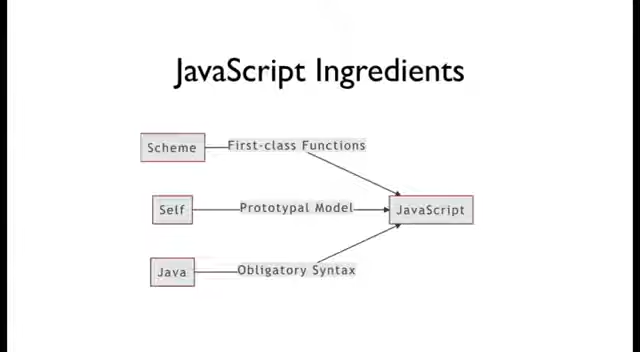 JavaScript Ingredients
Scheme
First-class Functions
Self
Prototypal Model
JavaScript
Java
Obligatory Syntax